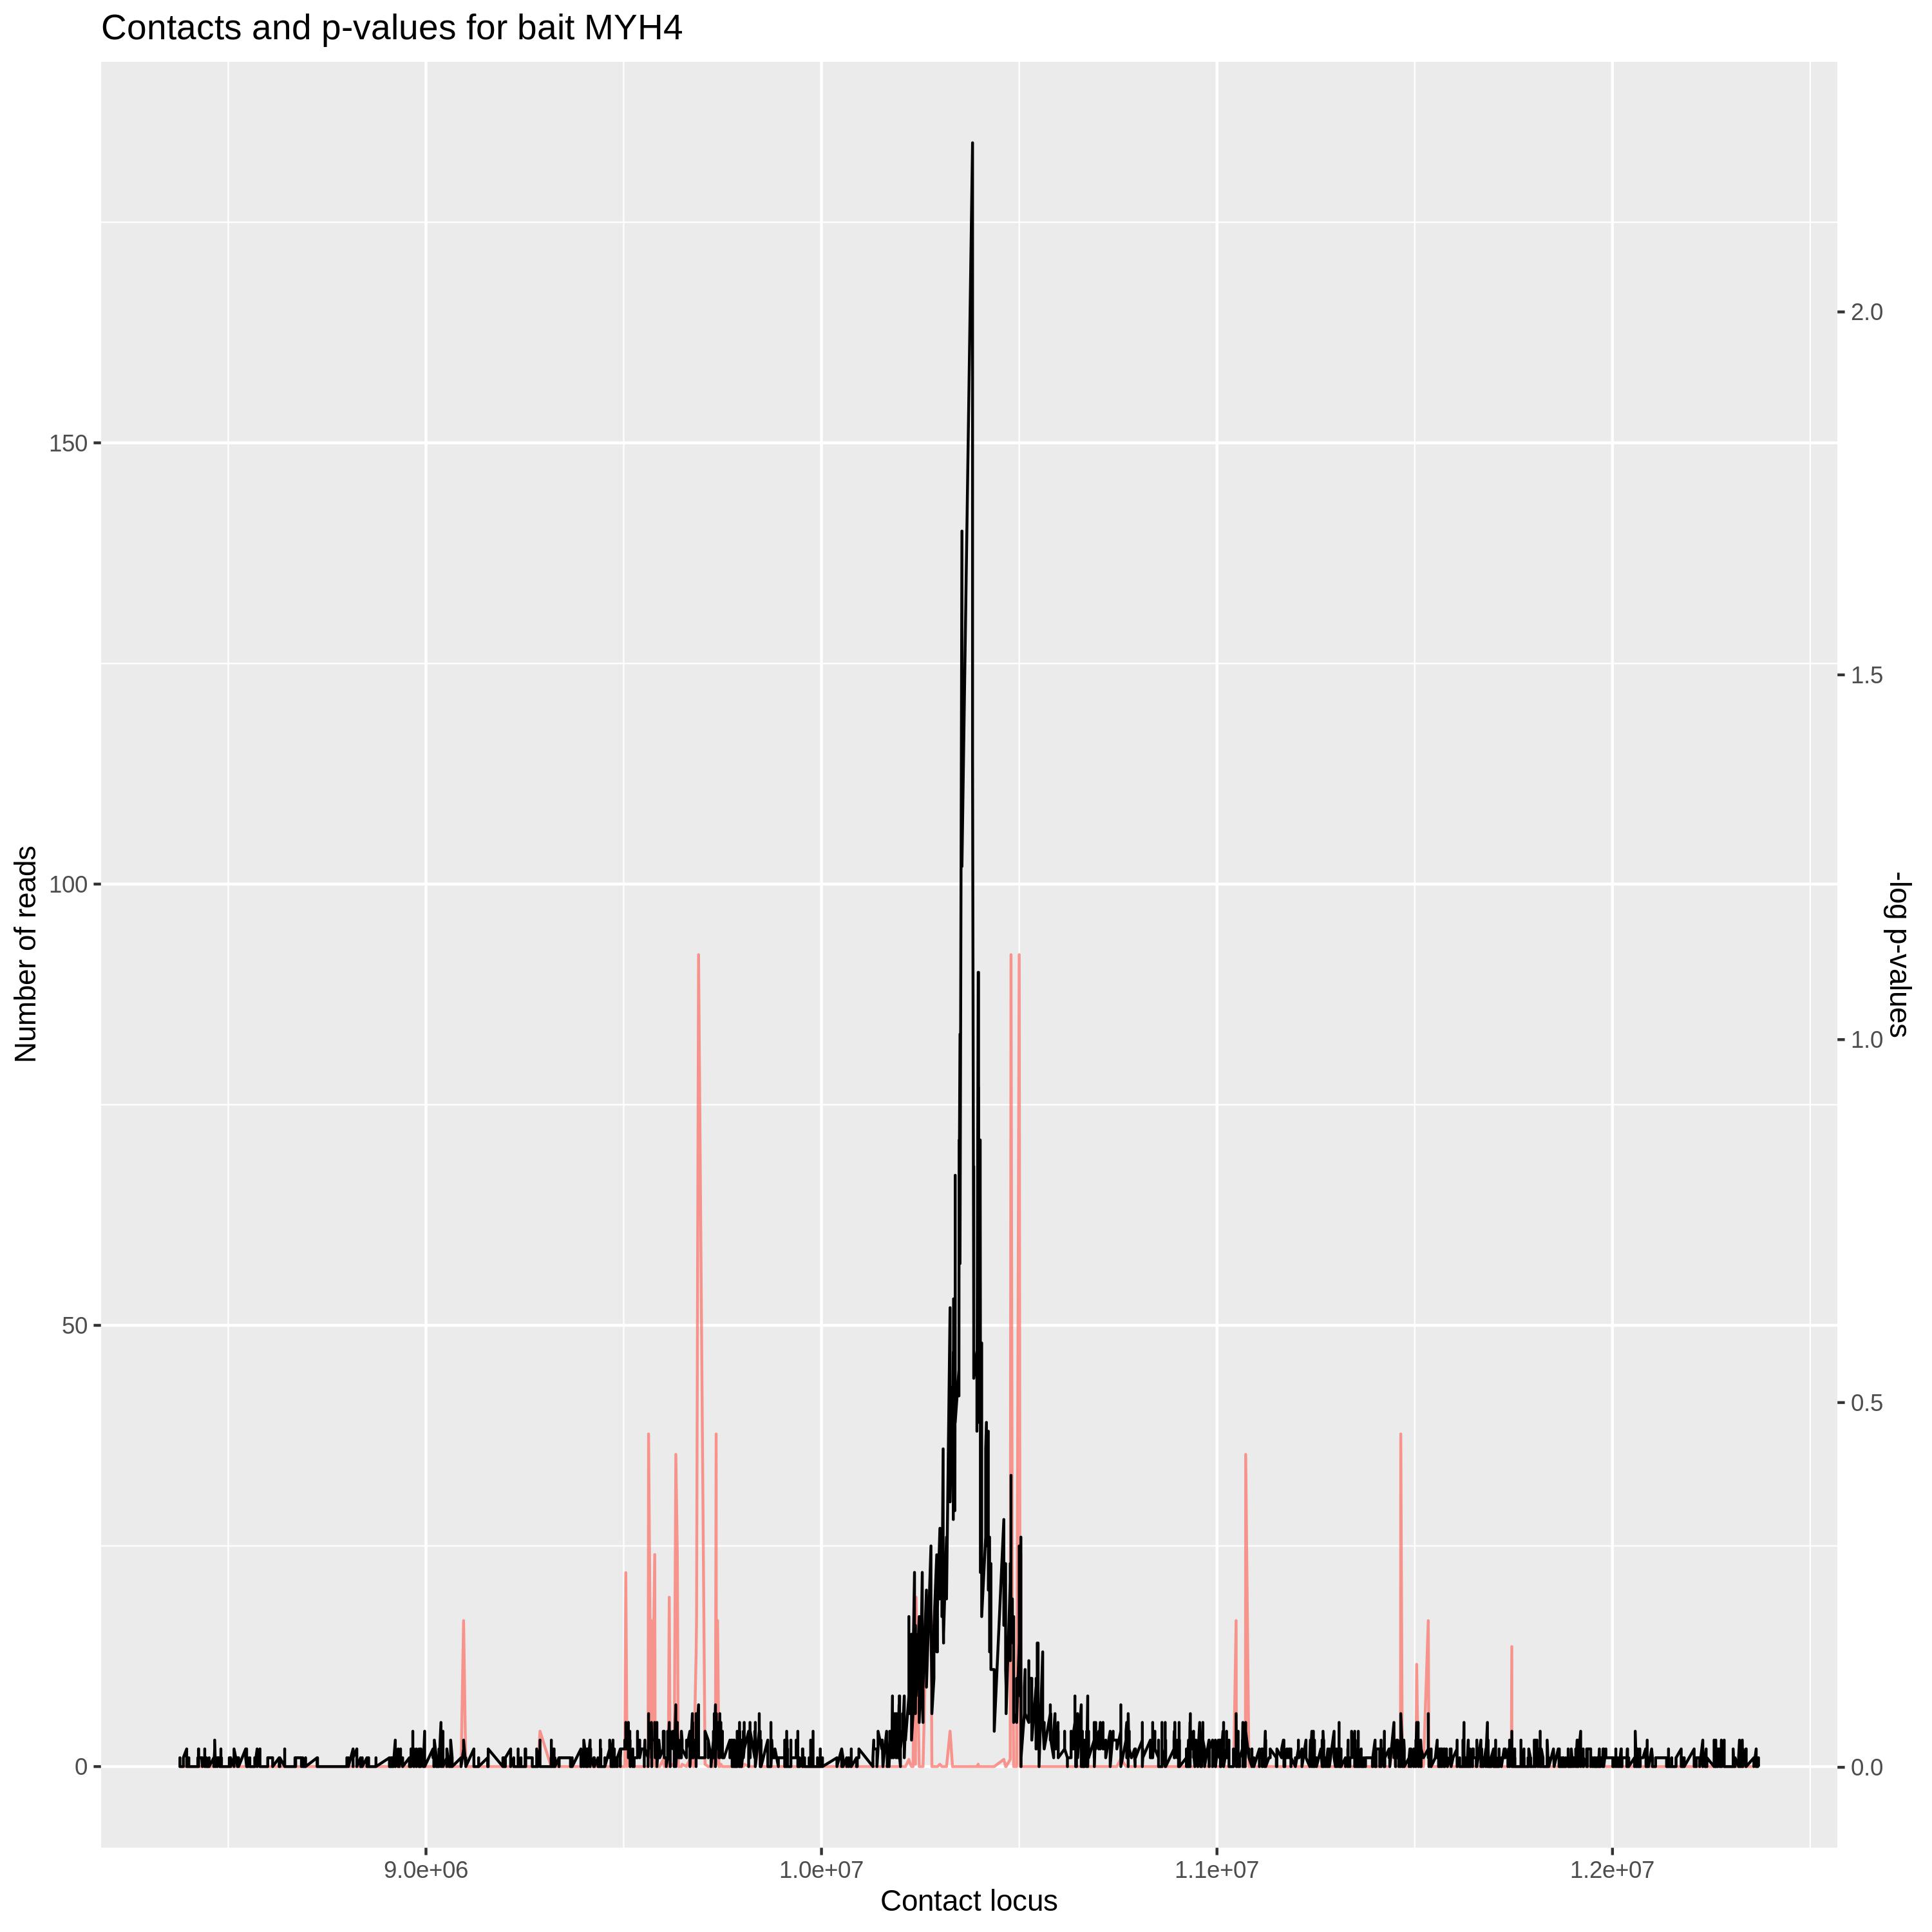 Contacts and p-values for bait MYH4
150
100
50
0
Number of reads
2.0
1.5
1.0
0.5
0.0
-log p-values
9.0e+06
1.0e+07
1.1e+07
1.2e+07
Contact locus